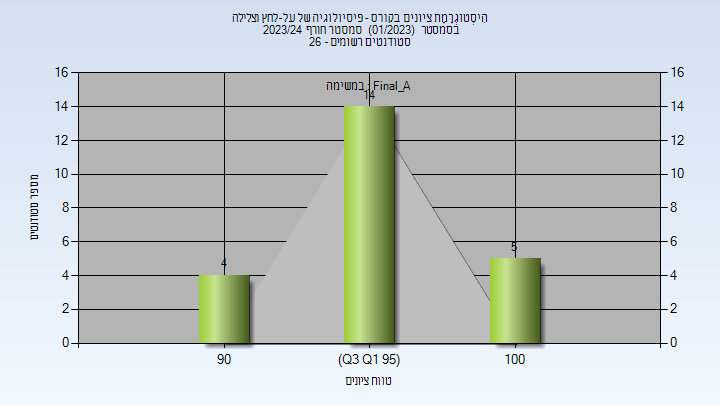 היסטוגרמת ציונים בקורס - פיסיולוגיה של על-לחץ וצלילה
בסמסטר (01/2023) סמסטר חורף 2023/24
סטודנטים רשומים - 26
במשימה : Final_A
16 16
14 14
14
12 12
10 10
8 8
6 6
5
4
4 4
2 2
0 0
מספר סטודנטים
90 (Q3 Q1 95) 100
טווח ציונים